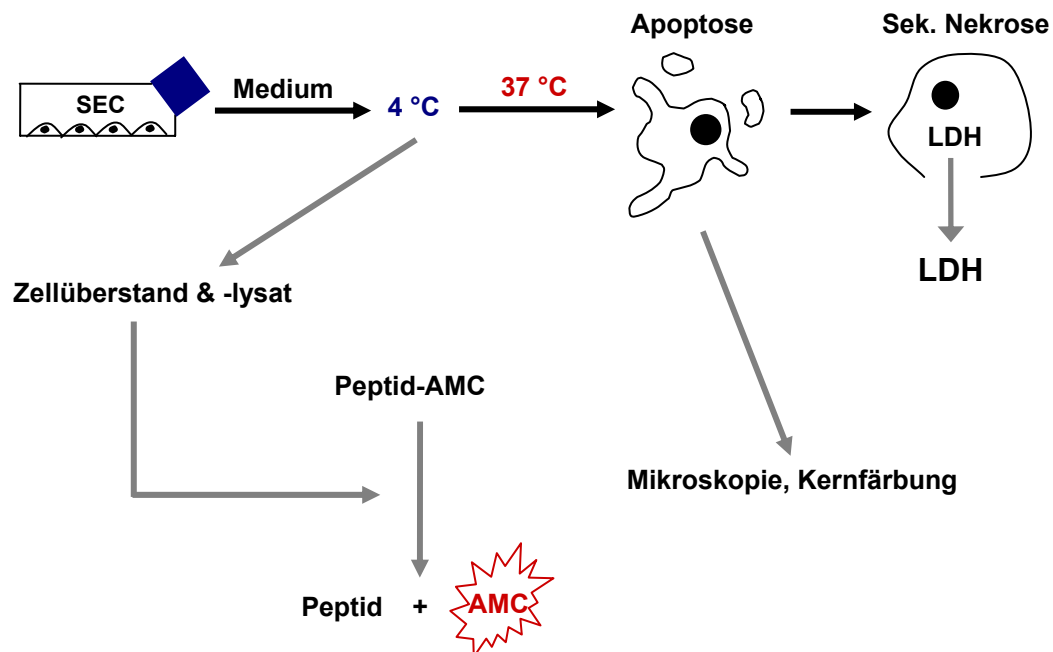 Apoptose
Sek. Nekrose
SEC
Medium
4 °C
37 °C
LDH
LDH
Zellüberstand & -lysat
Peptid-AMC
Mikroskopie, Kernfärbung
Peptid + AMC